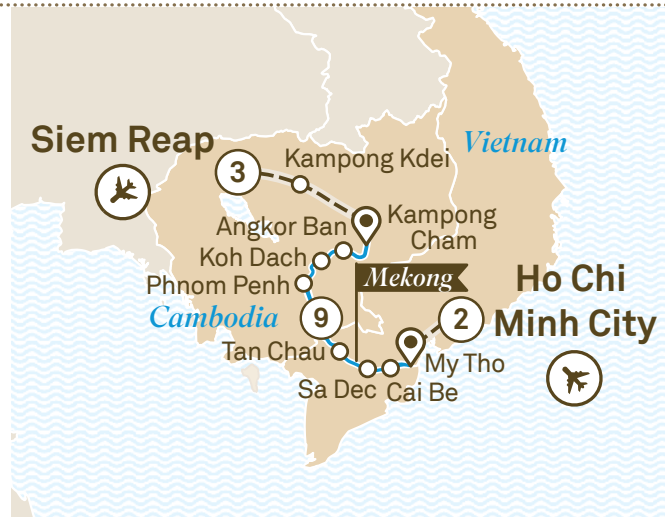 Siem Reap
3
Kampong Kdei
Vietnam
Angkor Ban
Kampong
Cham
Koh Dach
Phnom Penh
Mekong
Ho Chi
Minh City
Cambodia
9
2
Tan Chau
My Tho
Sa Dec
Cai Be